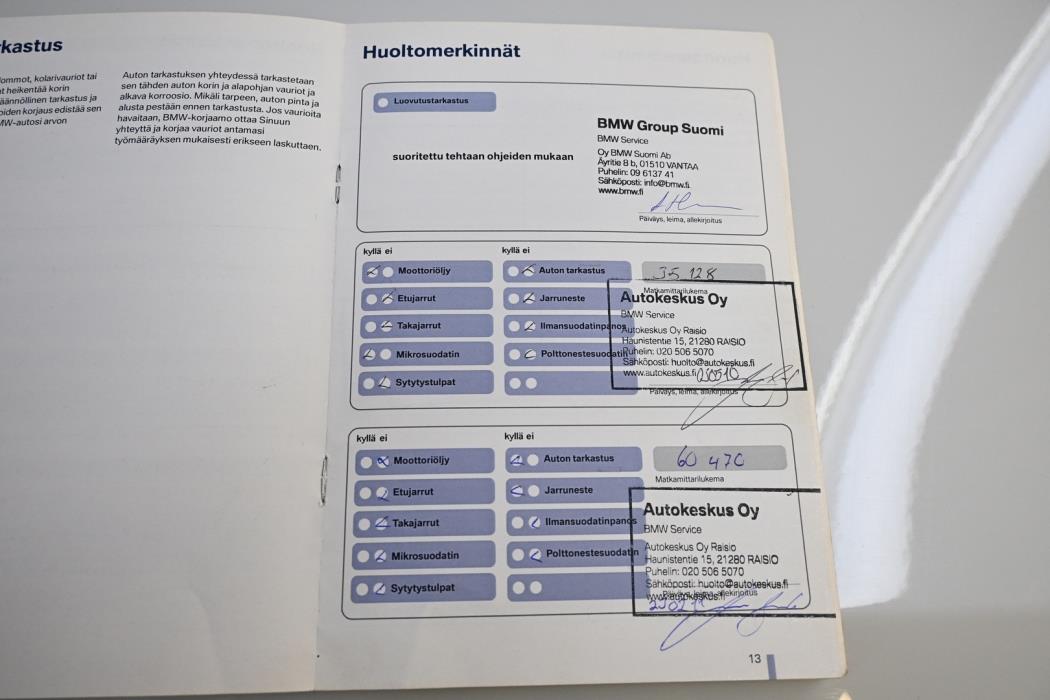 rkastus
lommot, kolarivauriot tai
t heikentää korin
äännöllinen tarkastus ja
oiden korjaus edistää sen
MW-autosi arvon
Auton tarkastuksen yhteydessä tarkastetaan
sen tähden auton korin ja alapohjan vauriot ja
alkava korroosio. Mikäli tarpeen, auton pinta ja
alusta pestään ennen tarkastusta. Jos vaurioita
havaitaan, BMW-korjaamo ottaa Sinuun
yhteyttä ja korjaa vauriot antamasi
työmääräyksen mukaisesti erikseen laskuttaen.
Huoltomerkinnät
Luovutustarkastus
suoritettu tehtaan ohjeiden mukaan
BMW Group Suomi
BMW Service
Oy BMW Suomi Ab
Äyritie 8 b, 01510 VANTAA
Puhelin: 09 6137 41
Sähköposti: info@bmw.fi
www.bmw.fi
Päiväys, leima, allekirjoitus
kyllä ei
Moottoriöljy
Etujarrut
Takajarrut
Mikrosuodatin
Sytytystulpat
kyllä ei
Auton tarkastus
Jarruneste
Ilmansuodatinpanos
Polttonestesuodatin
35 128
Matkamittarilukema
Autokeskus Oy
BMW Service
Autokeskus Oy Raisio
Haunistentie 15, 21280 RAISIO
Puhelin: 020 506 5070
Sähköposti: huolto@autokeskus.fi
www.autokeskus.fi
Päiväys, leima, allekirjoitus
kyllä ei
Moottoriöljy
Etujarrut
Takajarrut
Mikrosuodatin
Sytytystulpat
kyllä ei
Auton tarkastus
Jarruneste
Ilmansuodatinpanos
Polttonestesuodatin
60 470
Matkamittarilukema
Autokeskus Oy
BMW Service
Autokeskus Oy Raisio
Haunistentie 15, 21280 RAISIO
Puhelin: 020 506 5070
Sähköposti: huolto@autokeskus.fi
www.autokeskus.fi
Päiväys, leima, allekirjoitus
13